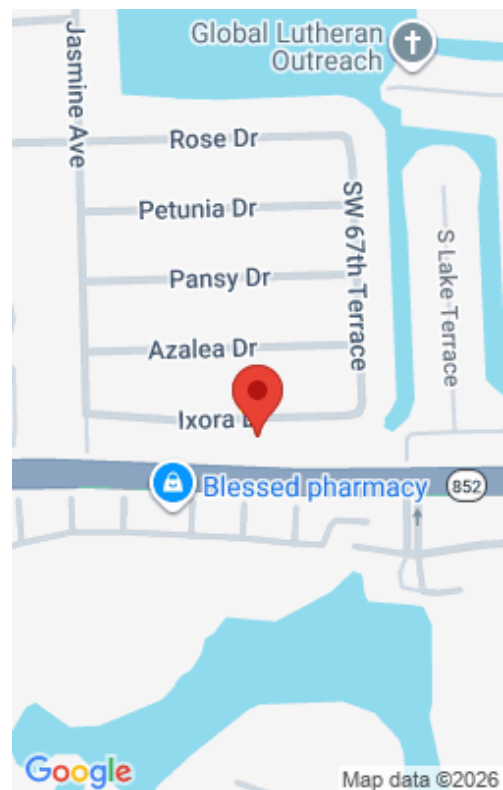 Global Lutheran
Outreach
Jasmine Ave
Rose Dr
SW 67th Terrace
Petunia Dr
S Lake Terrace
Pansy Dr
Azalea Dr
Ixora
Blessed pharmacy
852
Google
Map data ©2026